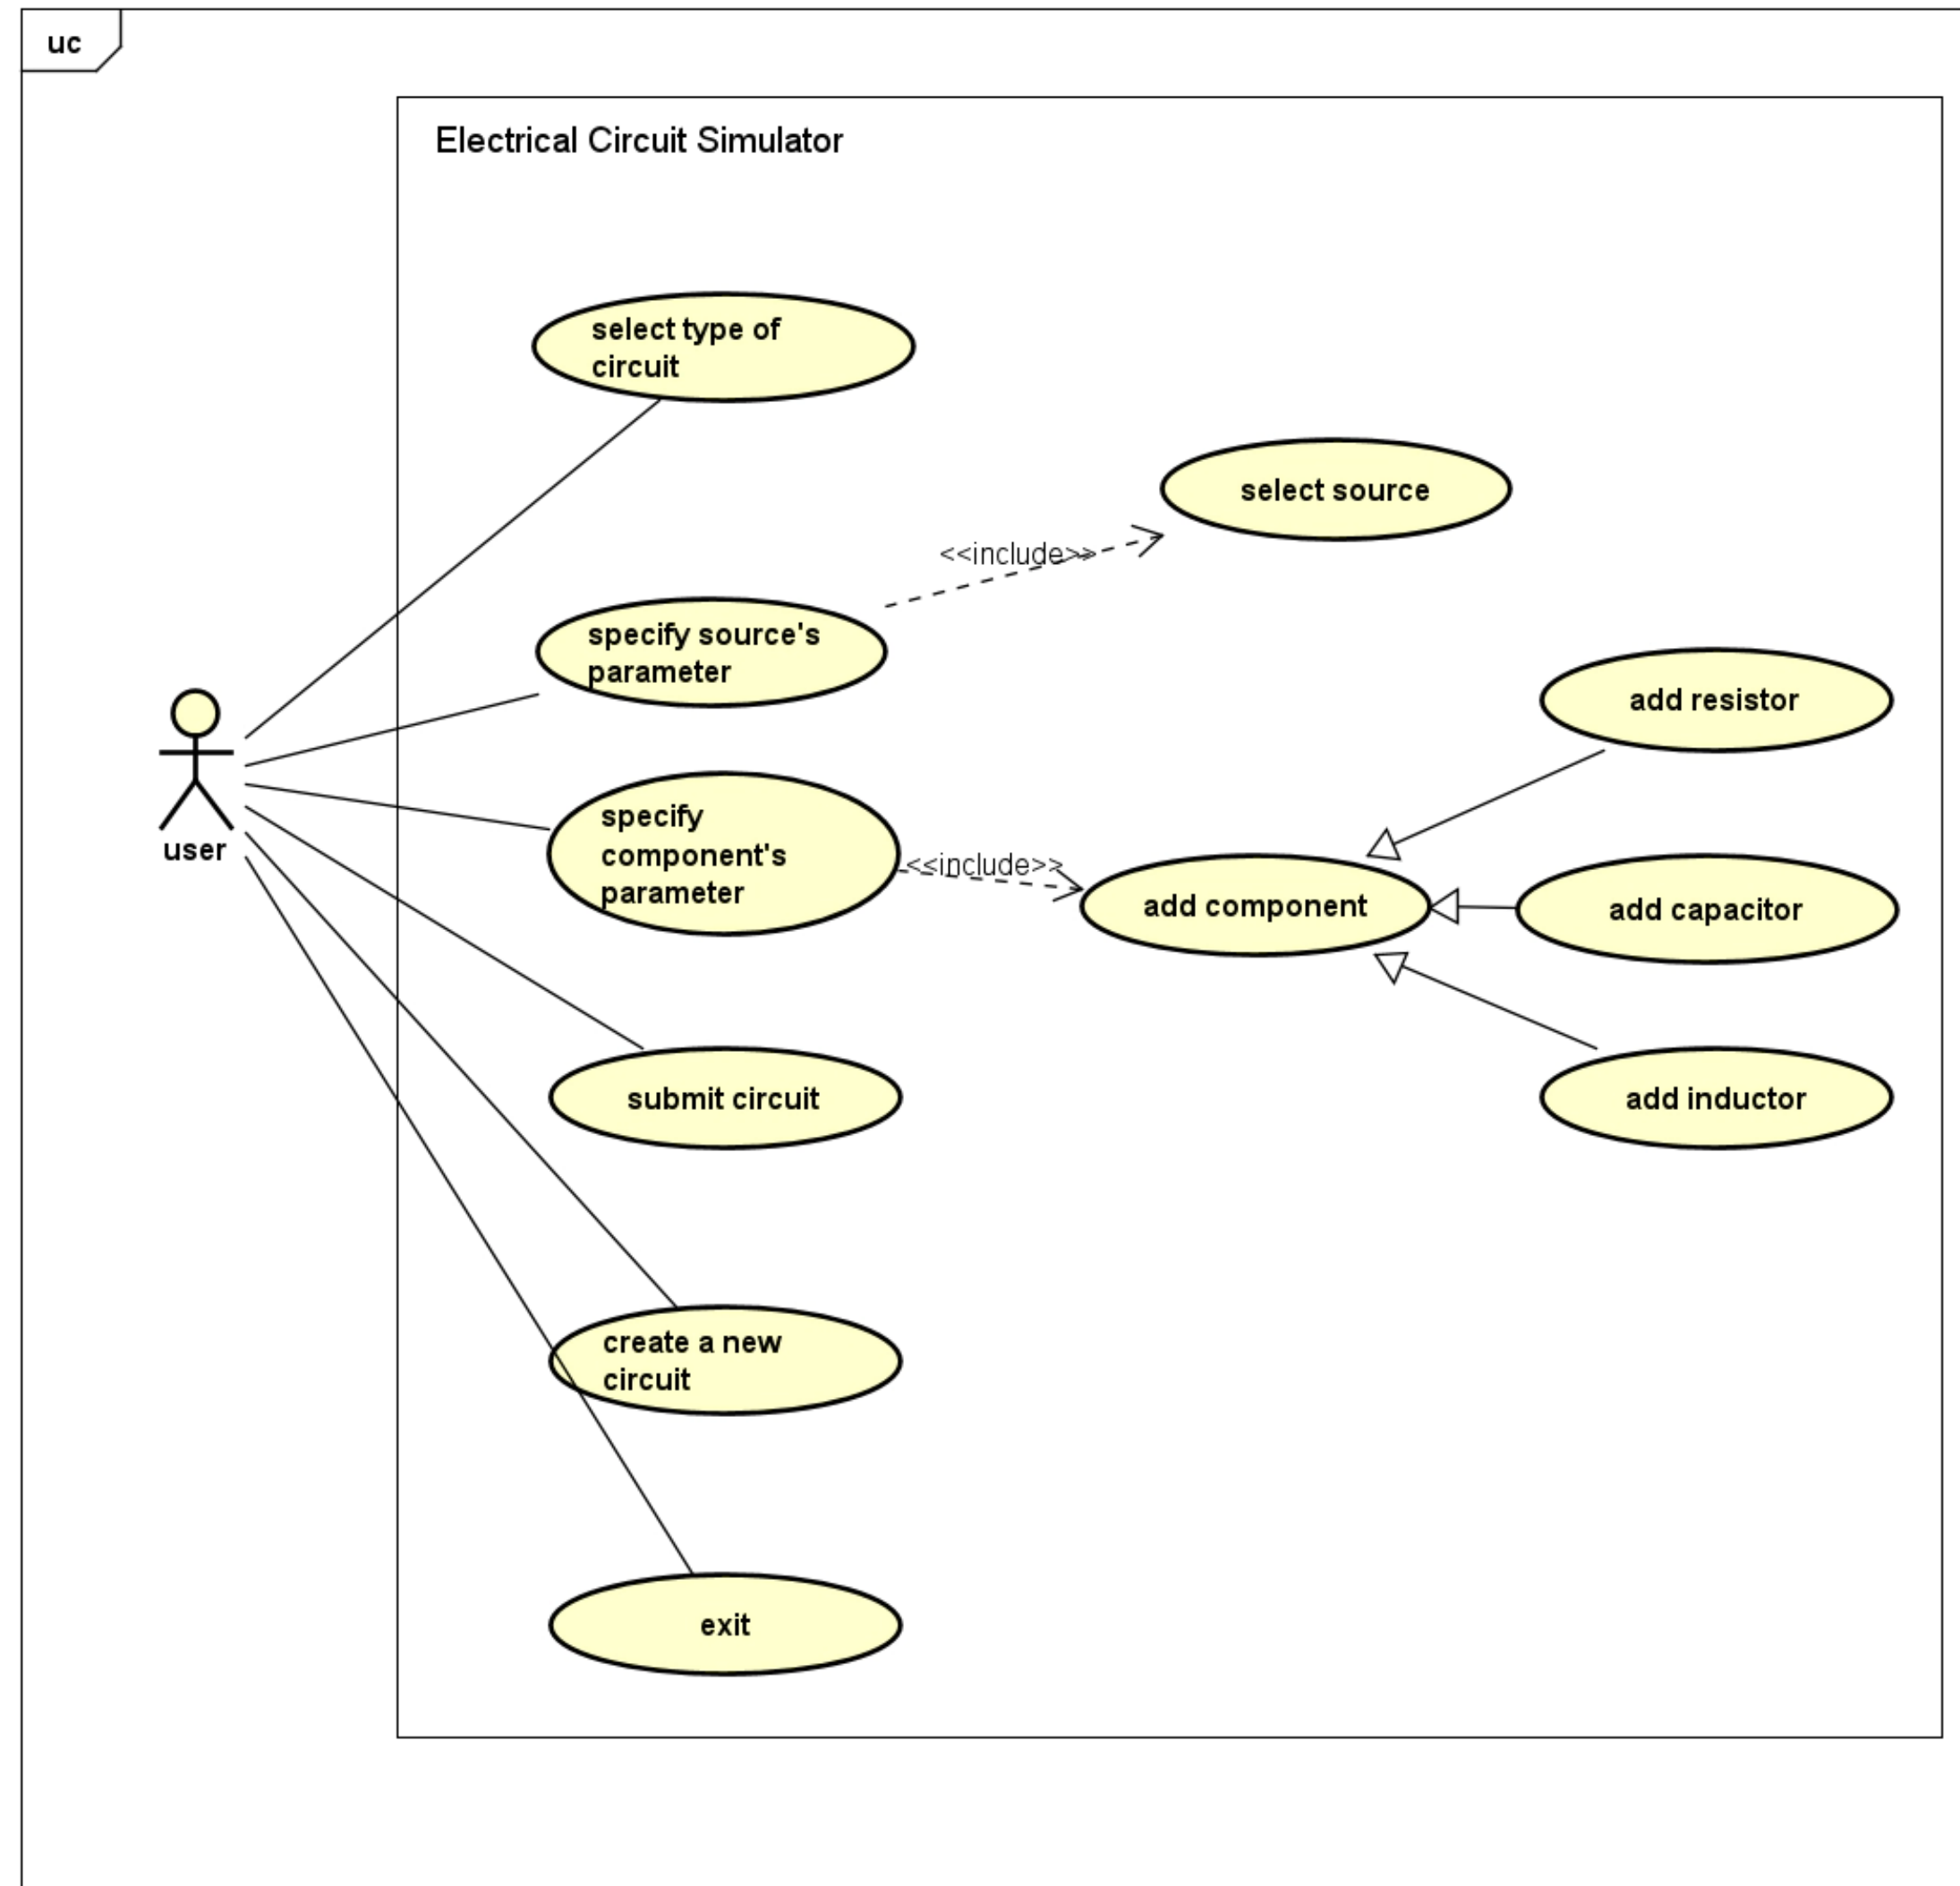 uc
Electrical Circuit Simulator
select type of
circuit
select source
<<include>>
specify source's
parameter
add resistor
specify
component's
parameter
user
<<include>>
add component
add capacitor
submit circuit
add inductor
create a new
circuit
exit